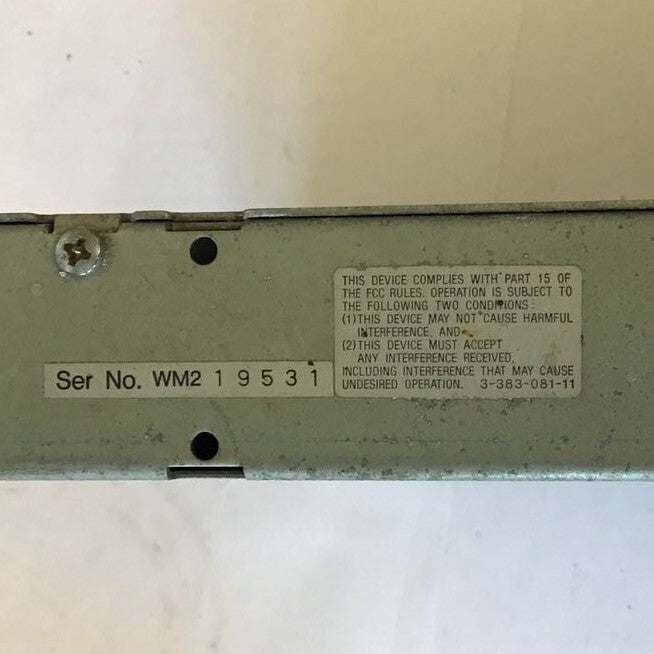 Ser No. WM2 1 9 5 3 1
THIS DEVICE COMPLIES WITH PART 15 OF
THE FCC RULES. OPERATION IS SUBJECT TO
THE FOLLOWING TWO CONDITIONS :
(1)THIS DEVICE MAY NOT CAUSE HARMFUL
INTERFERENCE, AND
(2)THIS DEVICE MUST ACCEPT
ANY INTERFERENCE RECEIVED,
INCLUDING INTERFERENCE THAT MAY CAUSE
UNDESIRED OPERATION. 3-383-081-11